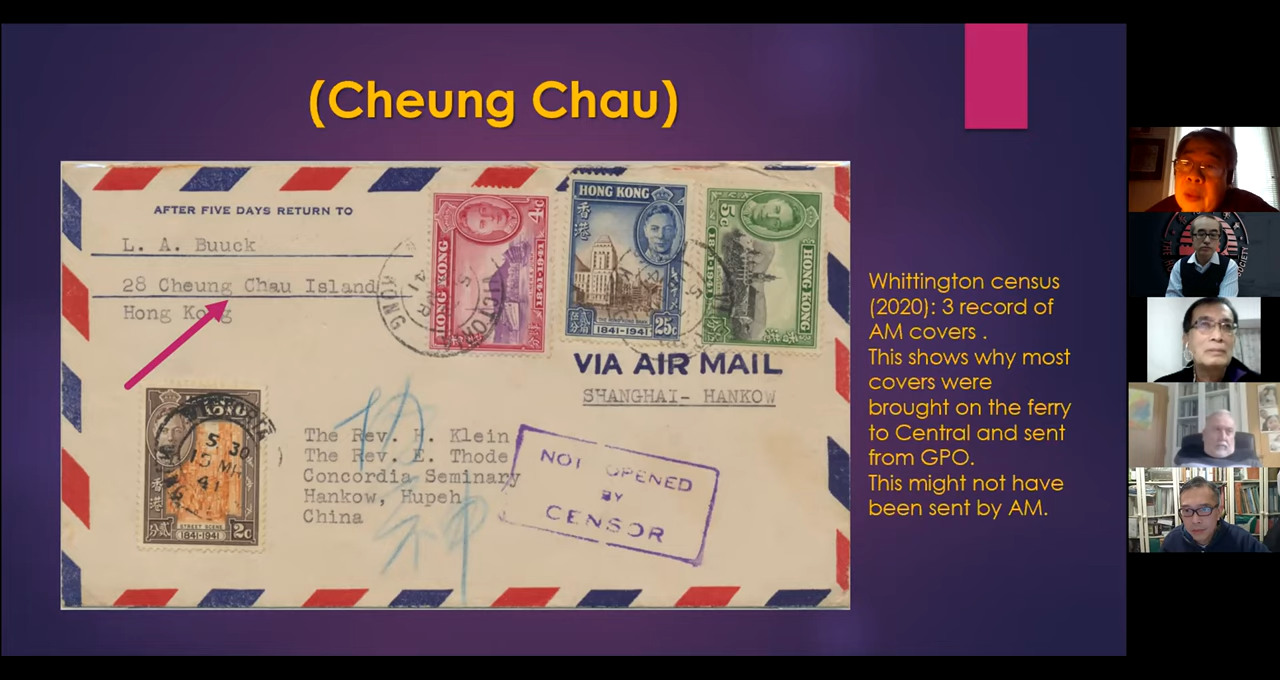 (Cheung Chau)
AFTER FIVE DAYS RETURN TO
L. A. Buuck
28 Cheung Chau Island
Hong Kong
HONG KONG
4c
1841-1941
HONG KONG
香港
25c
1841-1941
5c
1841-1941
HONG KONG
VIA AIR MAIL
SHANGHAI- HANKOW
香港
STREET SCENE
1841-1941
2c
The Rev. H. Klein
The Rev. E. Thode
Concordia Seminary
Hankow, Hupeh
China
NOT OPENED
BY
CENSOR
Whittington census
(2020): 3 record of
AM covers .
This shows why most
covers were
brought on the ferry
to Central and sent
from GPO.
This might not have
been sent by AM.
SOCIETY